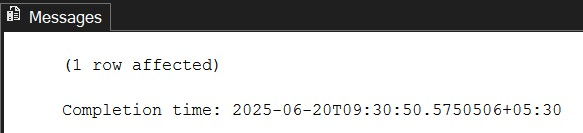 Messages
(1 row affected)
Completion time: 2025-06-20T09:30:50.5750506+05:30